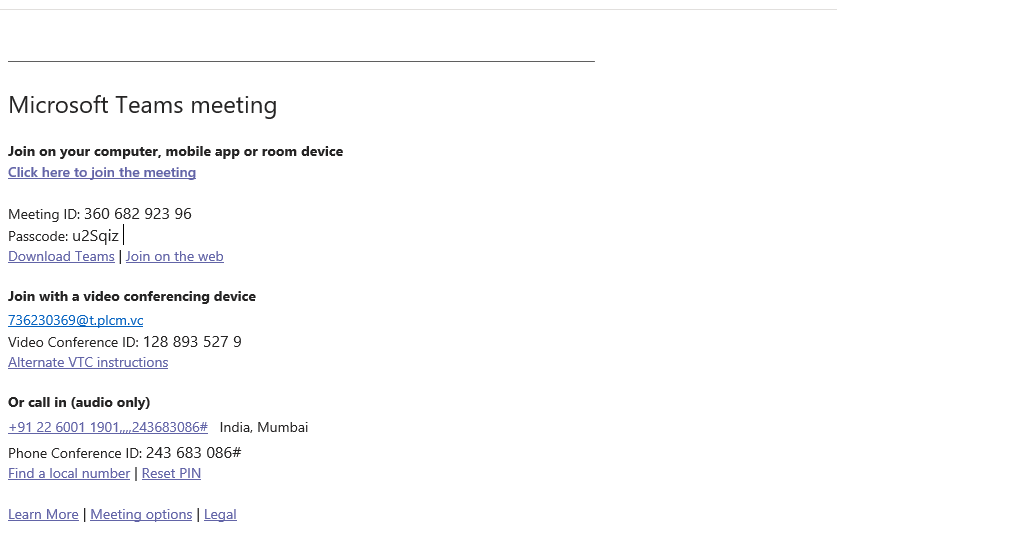 Microsoft Teams meeting
Join on your computer, mobile app or room device
Click here to join the meeting
Meeting ID: 360 682 923 96
Passcode: u2Sqiz
Download Teams | Join on the web
Join with a video conferencing device
736230369@t.plcm.vc
Video Conference ID: 128 893 527 9
Alternate VTC instructions
Or call in (audio only)
+91 22 6001 1901,,,,243683086# India, Mumbai
Phone Conference ID: 243 683 086#
Find a local number | Reset PIN
Learn More | Meeting options | Legal